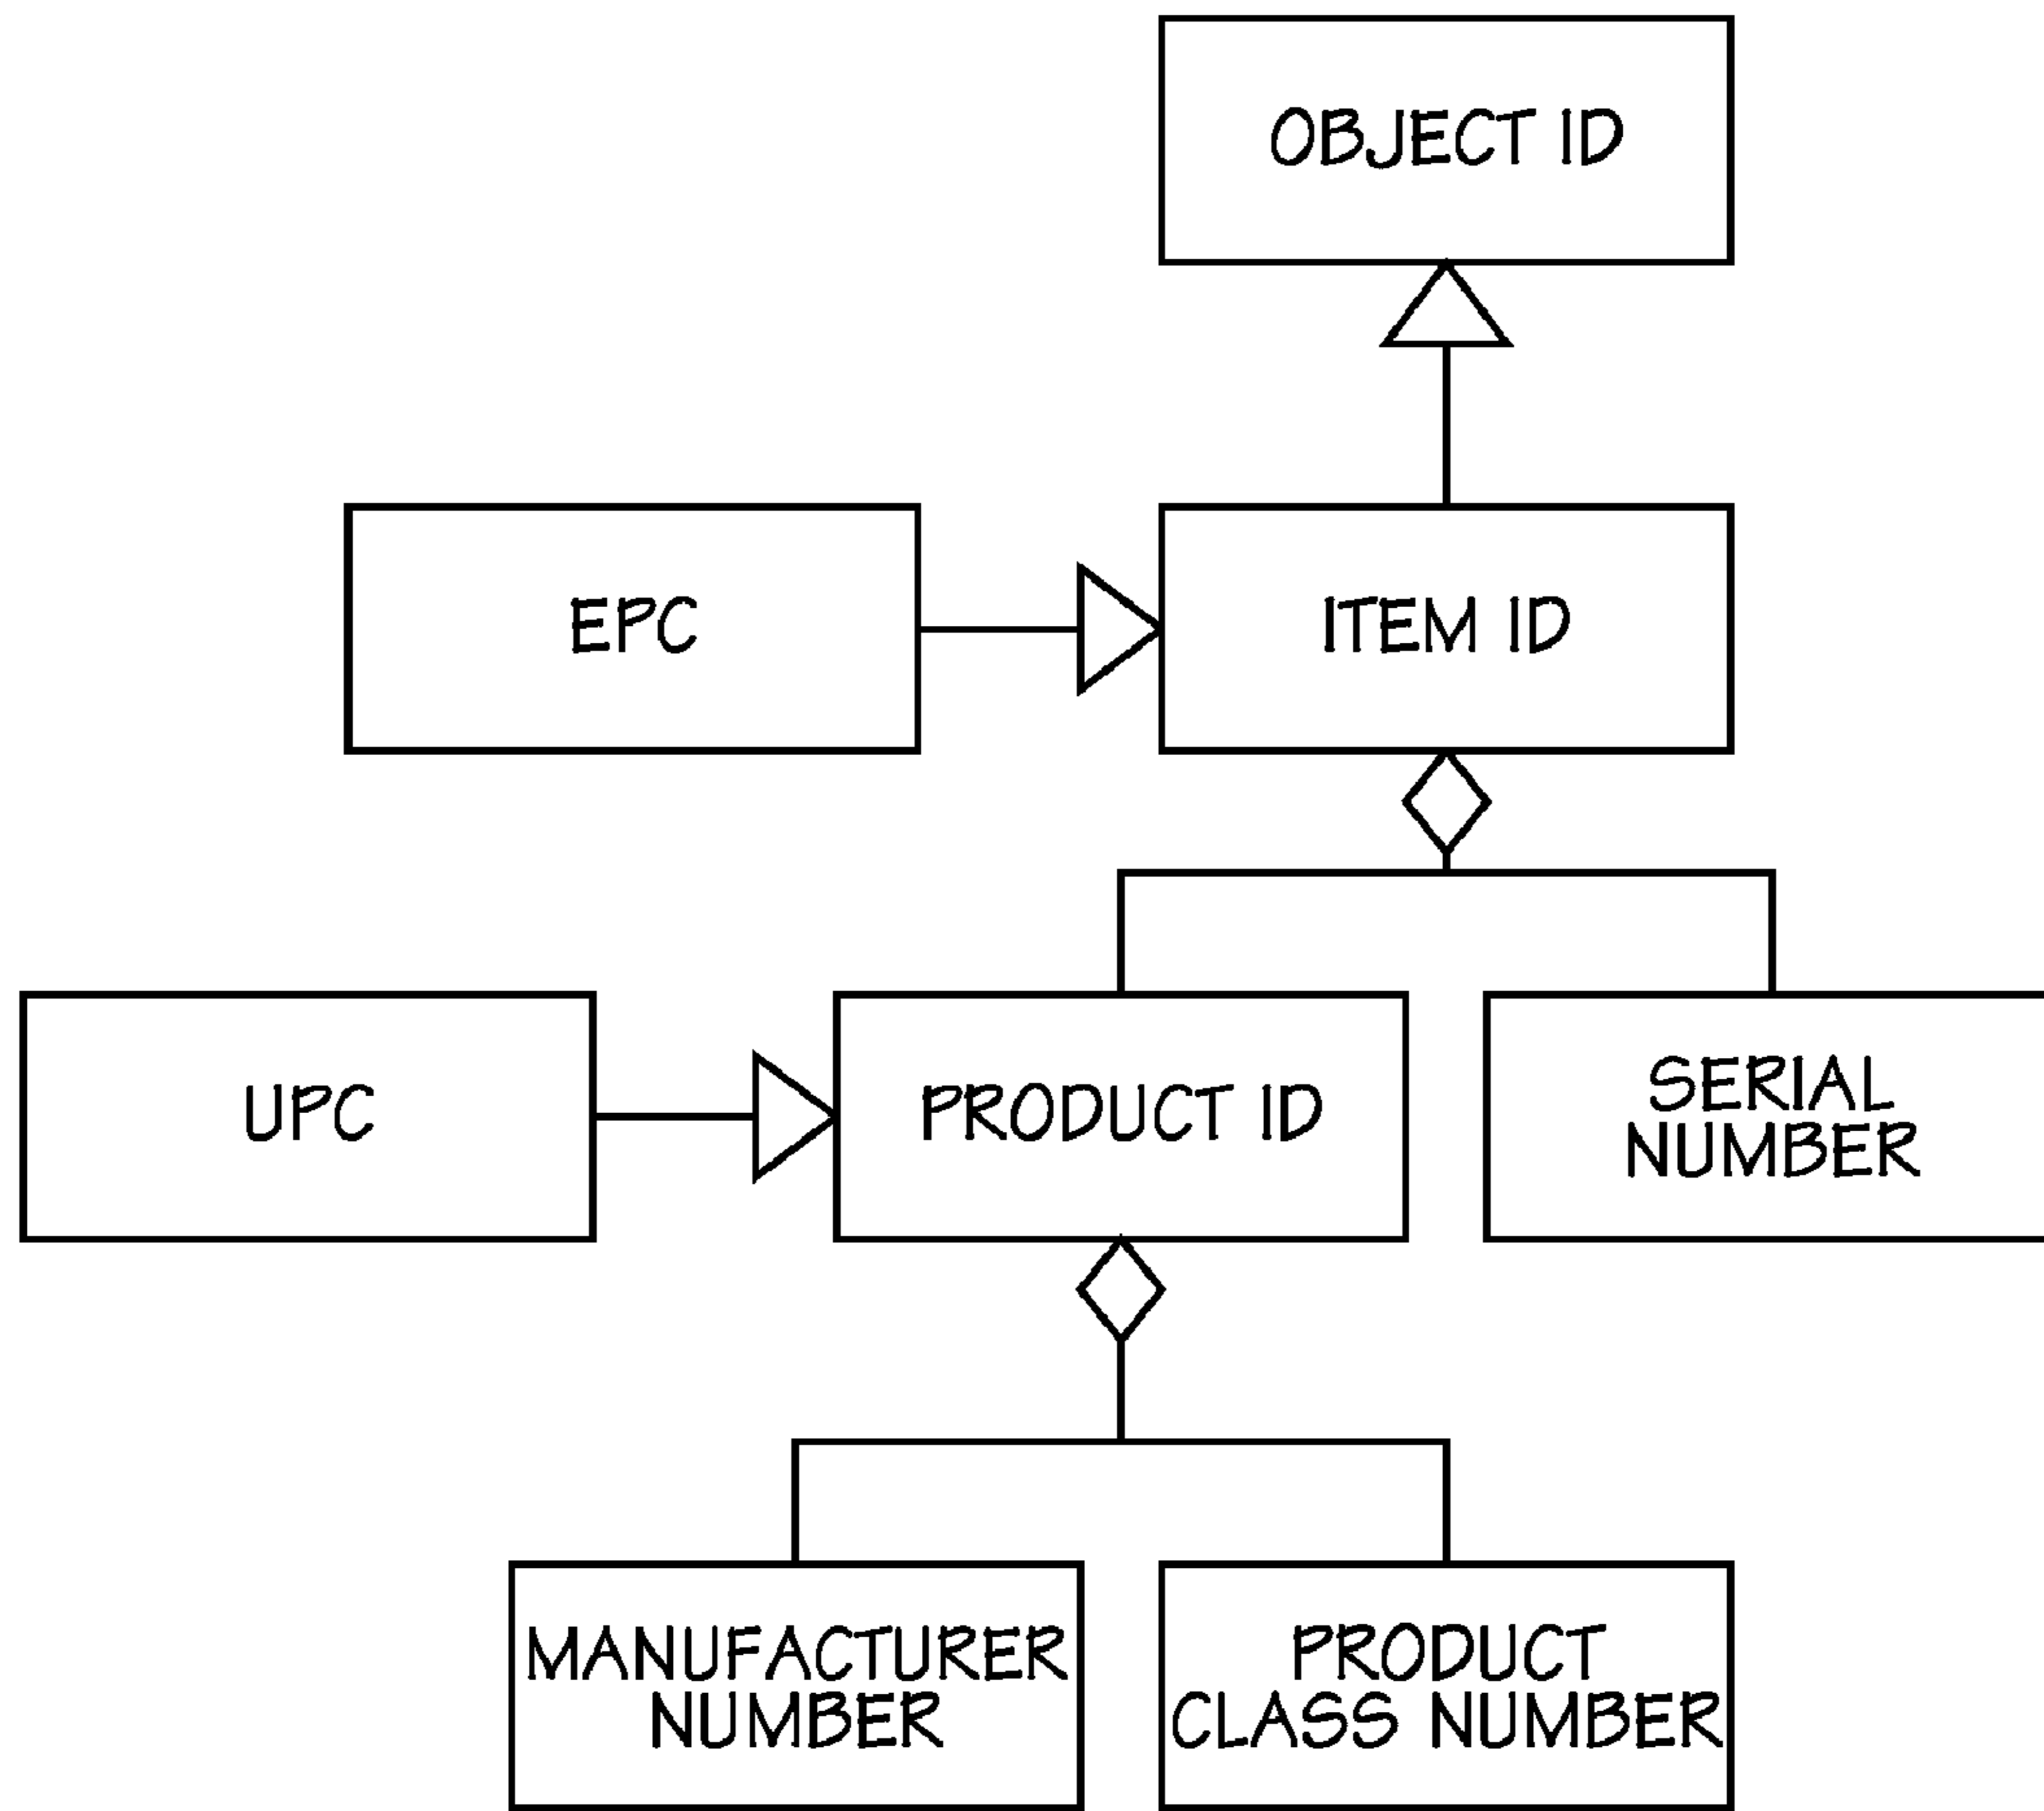 OBJECT ID
EPC
ITEM ID
UPC
PRODUCT ID
SERIAL
NUMBER
MANUFACTURER
NUMBER
PRODUCT
CLASS NUMBER